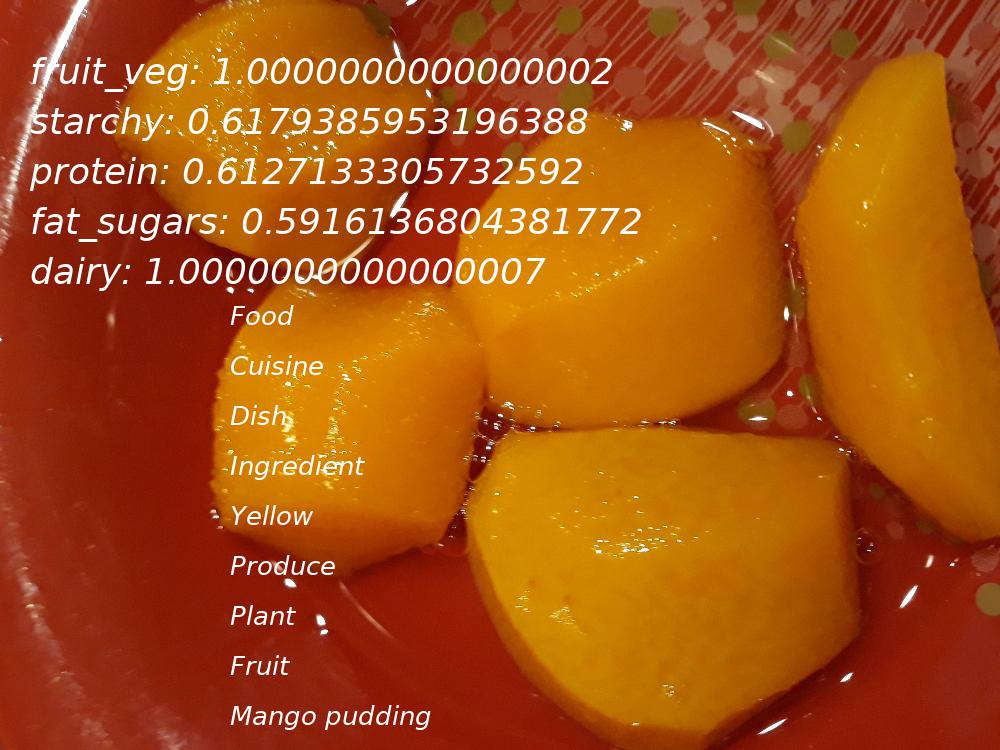 fruit_veg: 1.0000000000000002
starchy: 0.6179385953196388
protein: 0.6127133305732592
fat_sugars: 0.5916136804381772
dairy: 1.0000000000000007
Food
Cuisine
Dish
Ingredient
Yellow
Produce
Plant
Fruit
Mango pudding